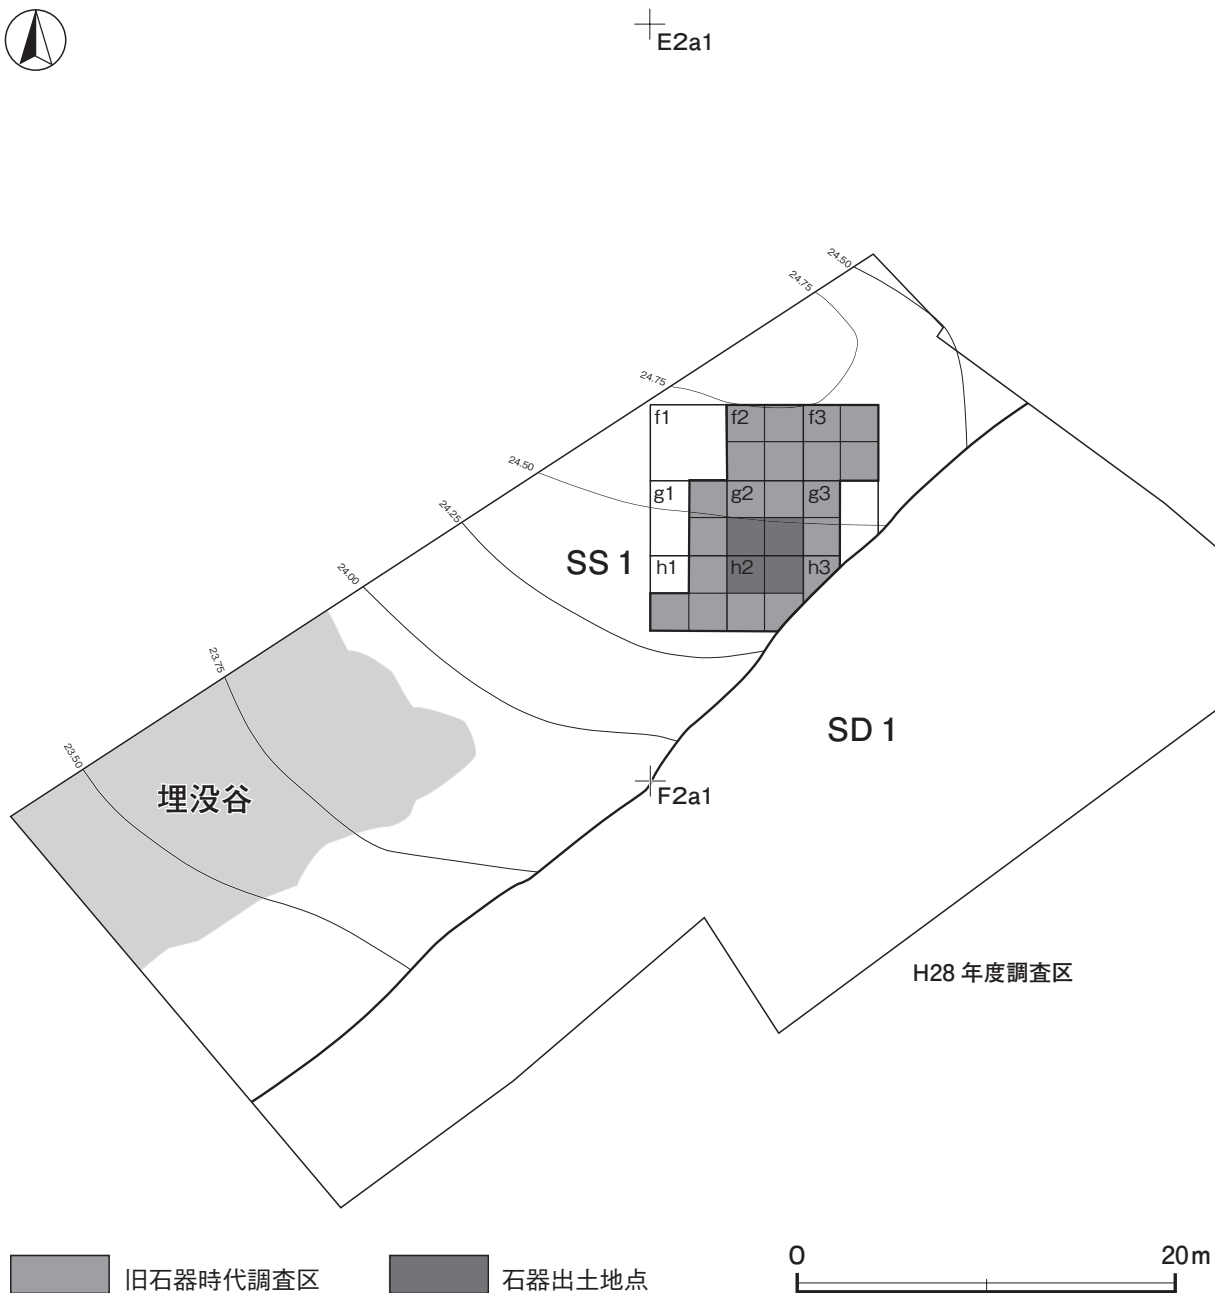 E2a1
24.50
24.75
24.75
f1 f2 f3
24.50
g1 g2 g3
24.25
SS 1
h1 h2 h3
24.00
23.75
SD 1
23.50
埋没谷
F2a1
H28 年度調査区
旧石器時代調査区
石器出土地点
0 20m